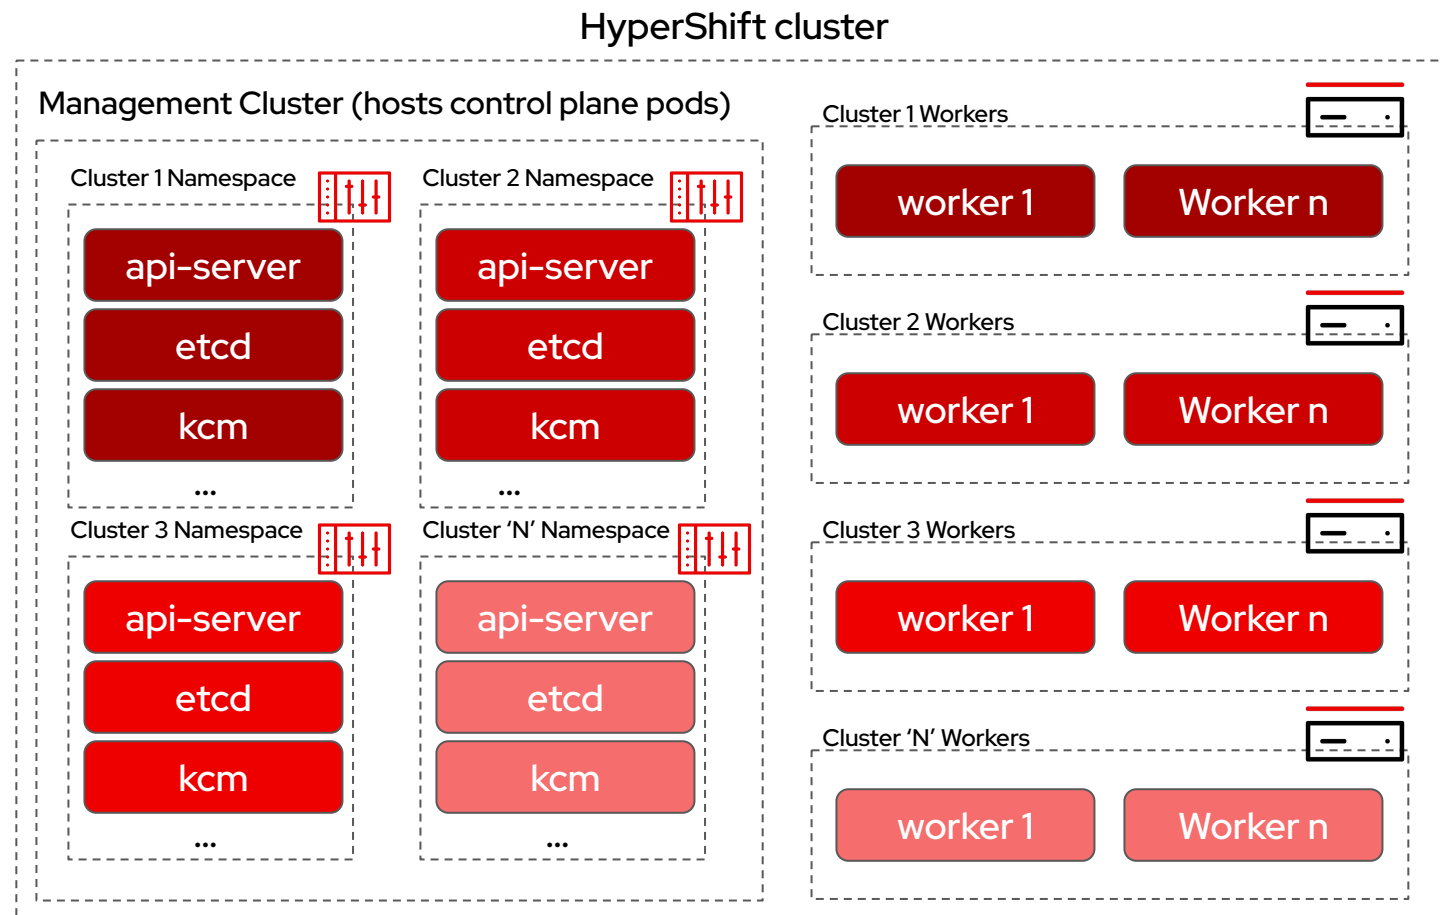 HyperShift cluster
Management Cluster (hosts control plane pods)
Cluster 1 Namespace
api-server
etcd
kcm
...
Cluster 2 Namespace
api-server
etcd
kcm
...
Cluster 3 Namespace
api-server
etcd
kcm
...
Cluster ‘N’ Namespace
api-server
etcd
kcm
...
Cluster 1 Workers
worker 1
Worker n
Cluster 2 Workers
worker 1
Worker n
Cluster 3 Workers
worker 1
Worker n
Cluster ‘N’ Workers
worker 1
Worker n